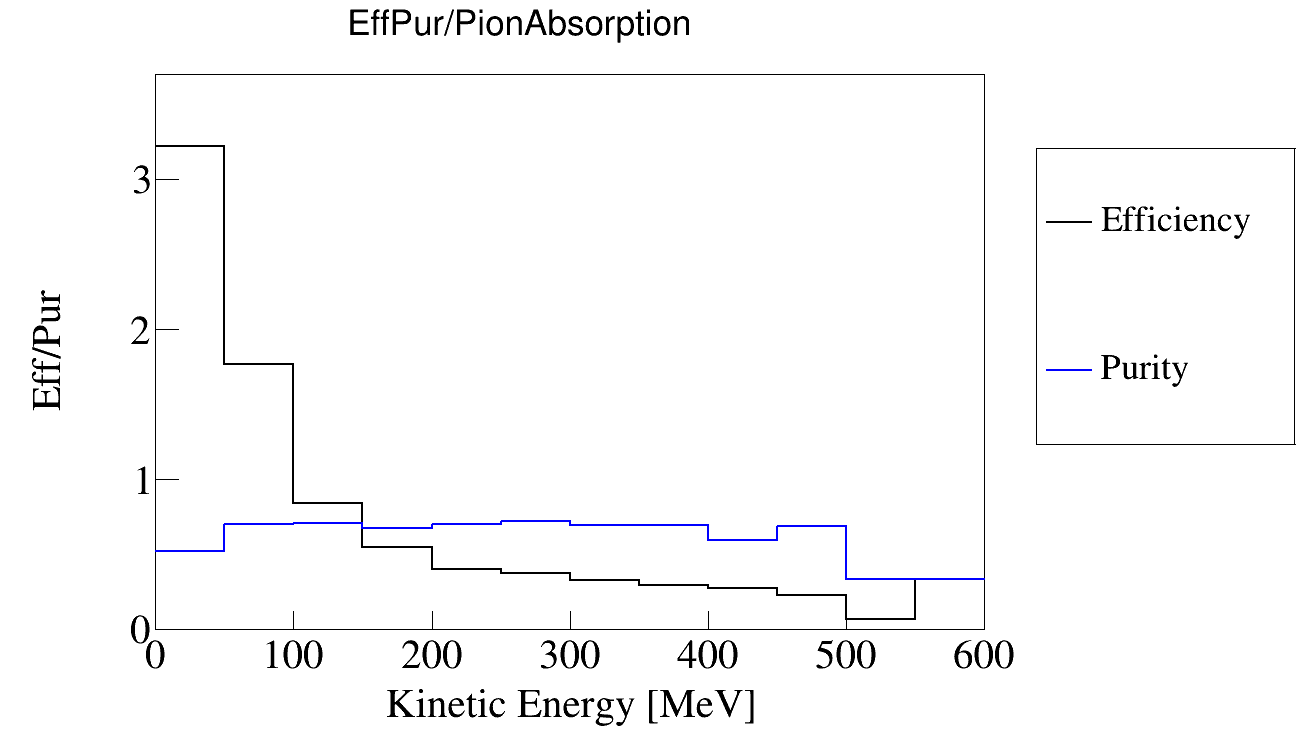 EffPur/PionAbsorption
3
2
1
0
Eff/Pur
0 100 200 300 400 500 600
Kinetic Energy [MeV]
Efficiency
Purity